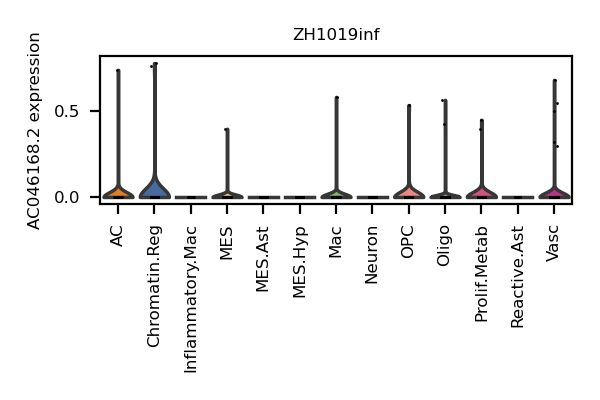 ZH1019inf
AC046168.2 expression
0.5
0.0
AC
Chromatin.Reg
Inflammatory.Mac
MES
MES.Ast
MES.Hyp
Mac
Neuron
OPC
Oligo
Prolif.Metab
Reactive.Ast
Vasc